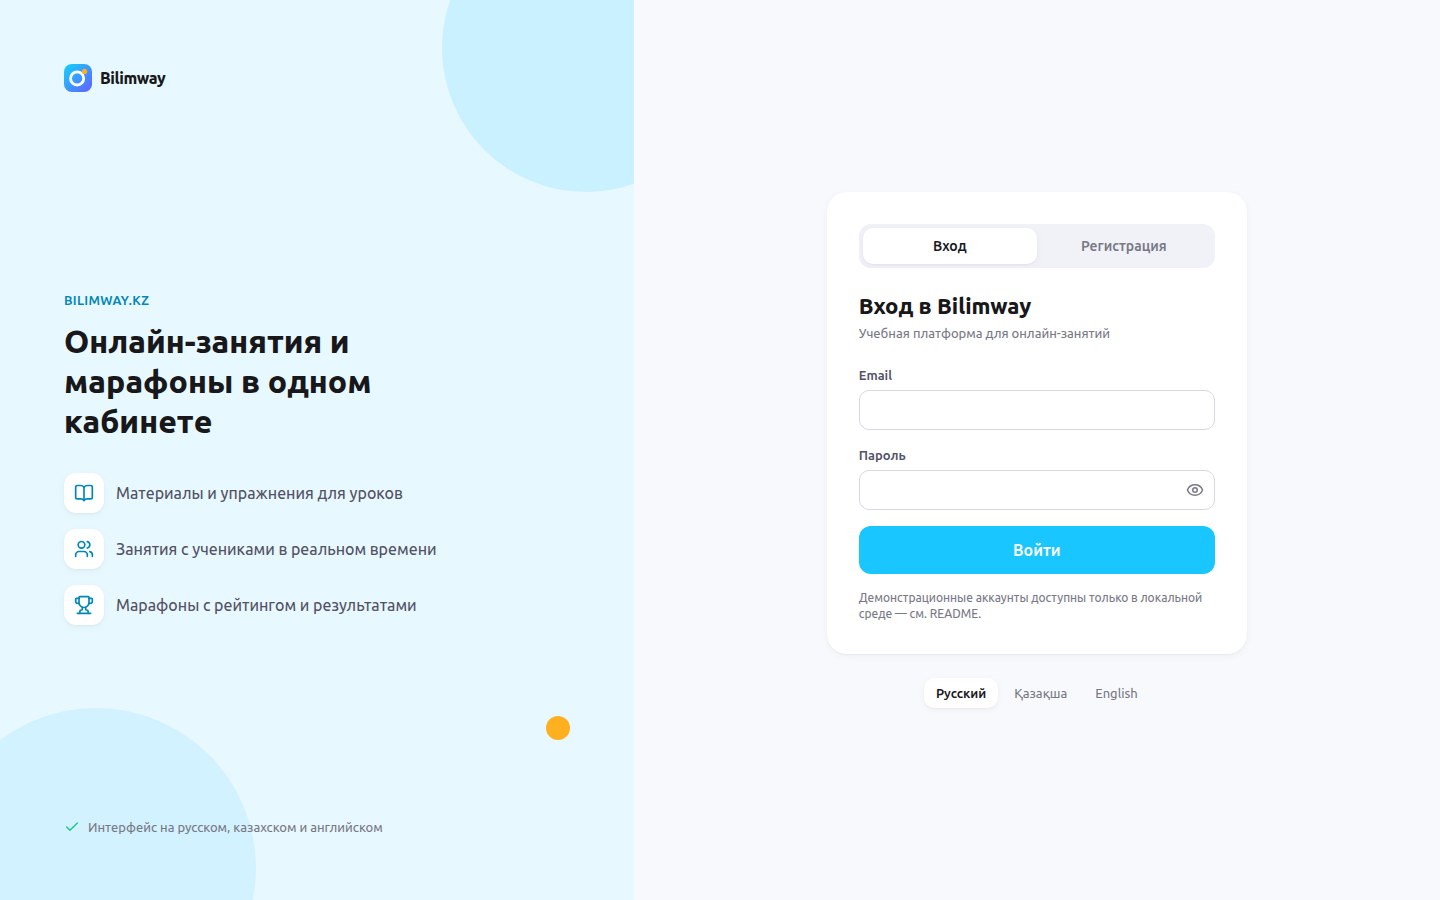 Bilimway
BILIMWAY.KZ
Онлайн-занятия и
марафоны в одном
кабинете
Материалы и упражнения для уроков
Занятия с учениками в реальном времени
Марафоны с рейтингом и результатами
Интерфейс на русском, казахском и английском
Вход
Регистрация
Вход в Bilimway
Учебная платформа для онлайн-занятий
Email
Пароль
Войти
Демонстрационные аккаунты доступны только в локальной
среде — см. README.
Русский
Қазақша
English